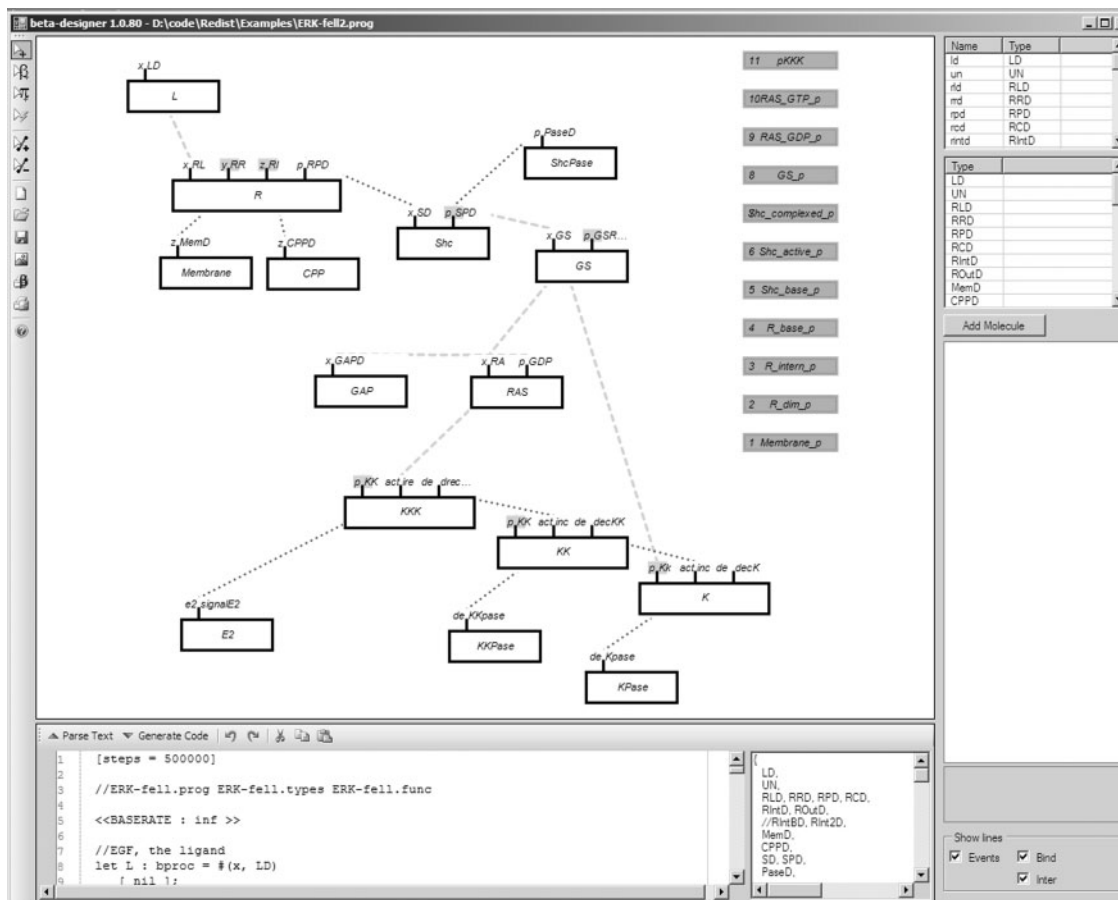 beta-designer 1.0.80 - D:\code\Redist\Examples\ERK-fell2.prog
x,LD
L
x,RL y,RR z,RI p,RPD
R
z,MemD
Membrane
z,CPPD
CPP
p,PaseD
ShcPase
x,SD p,SPD
Shc
x,GS p,GSR...
GS
x,GAPD
GAP
x,RA p,GDP
RAS
p,KK act,ire de_drec...
KKK
p,KK act,inc de_decKK
KK
p,Kk act,inc de_decK
K
e2,signalE2
E2
de,KKpase
KKPase
de,Kpase
KPase
11 pKKK
10RAS_GTP_p
9 RAS_GDP_p
8 GS_p
Shc_complexed_p
6 Shc_active_p
5 Shc_base_p
4 R_base_p
3 R_intern_p
2 R_dim_p
1 Membrane_p
Name Type
ld LD
un UN
rld RLD
rrd RRD
rpd RPD
rcd RCD
rintd RIntD
Type
LD
UN
RLD
RRD
RPD
RCD
RIntD
ROutD
MemD
CPPD
Add Molecule
Parse Text Generate Code
1 [steps = 500000]
2
3 //ERK-fell.prog ERK-fell.types ERK-fell.func
4
5 <<BASERATE : inf >>
6
7 //EGF, the ligand
8 let L : bproc = #(x, LD)
9 [ nil ];
{
LD,
UN,
RLD, RRD, RPD, RCD,
RIntD, ROutD,
//RIntBD, RInt2D,
MemD,
CPPD,
SD, SPD,
PaseD,
Show lines
Events Bind
Inter